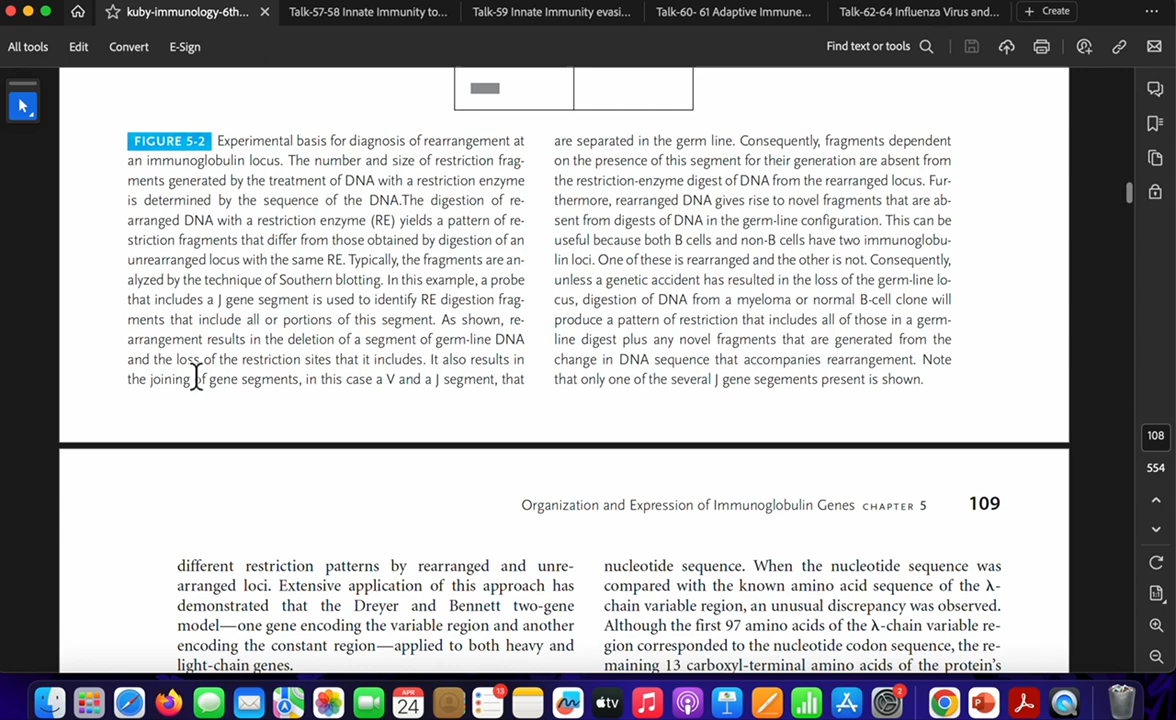 kuby-immunology-6th...
Talk-57-58 Innate Immunity to...
Talk-59 Innate Immunity evasi...
Talk-60- 61 Adaptive Immune...
Talk-62-64 Influenza Virus and...
+ Create
All tools
Edit
Convert
E-Sign
Find text or tools
FIGURE 5-2 Experimental basis for diagnosis of rearrangement at
an immunoglobulin locus. The number and size of restriction frag-
ments generated by the treatment of DNA with a restriction enzyme
is determined by the sequence of the DNA.The digestion of re-
arranged DNA with a restriction enzyme (RE) yields a pattern of re-
striction fragments that differ from those obtained by digestion of an
unrearranged locus with the same RE. Typically, the fragments are an-
alyzed by the technique of Southern blotting. In this example, a probe
that includes a J gene segment is used to identify RE digestion frag-
ments that include all or portions of this segment. As shown, re-
arrangement results in the deletion of a segment of germ-line DNA
and the loss of the restriction sites that it includes. It also results in
the joining of gene segments, in this case a V and a J segment, that
are separated in the germ line. Consequently, fragments dependent
on the presence of this segment for their generation are absent from
the restriction-enzyme digest of DNA from the rearranged locus. Fur-
thermore, rearranged DNA gives rise to novel fragments that are ab-
sent from digests of DNA in the germ-line configuration. This can be
useful because both B cells and non-B cells have two immunoglobu-
lin loci. One of these is rearranged and the other is not. Consequently,
unless a genetic accident has resulted in the loss of the germ-line lo-
cus, digestion of DNA from a myeloma or normal B-cell clone will
produce a pattern of restriction that includes all of those in a germ-
line digest plus any novel fragments that are generated from the
change in DNA sequence that accompanies rearrangement. Note
that only one of the several J gene segements present is shown.
108
554
Organization and Expression of Immunoglobulin Genes CHAPTER 5 109
different restriction patterns by rearranged and unre-
arranged loci. Extensive application of this approach has
demonstrated that the Dreyer and Bennett two-gene
model—one gene encoding the variable region and another
encoding the constant region—applied to both heavy and
light-chain genes.
nucleotide sequence. When the nucleotide sequence was
compared with the known amino acid sequence of the λ-
chain variable region, an unusual discrepancy was observed.
Although the first 97 amino acids of the λ-chain variable re-
gion corresponded to the nucleotide codon sequence, the re-
maining 13 carboxyl-terminal amino acids of the protein's
APR
24
13
tv
2